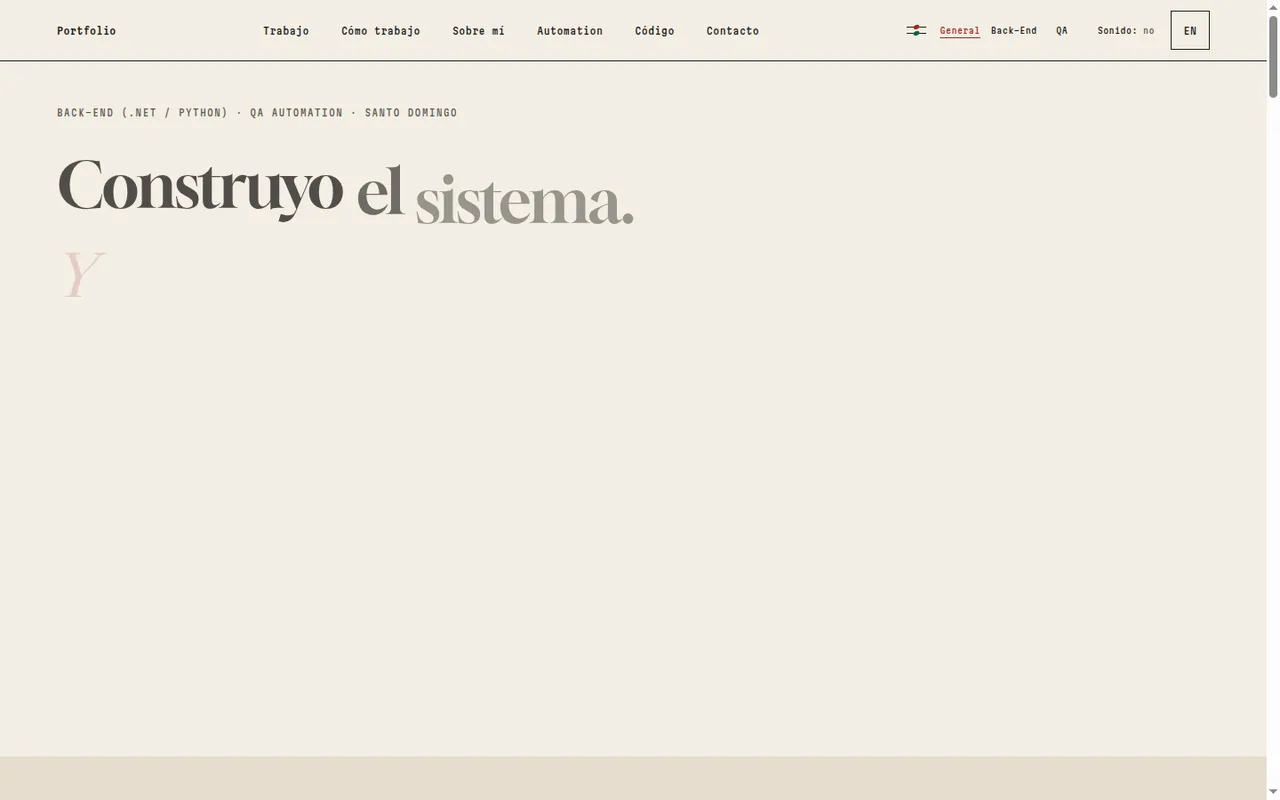 Portfolio Trabajo Cómo trabajo Sobre mí Automation Código Contacto General Back-End QA Sonido: no EN
BACK-END (.NET / PYTHON) · QA AUTOMATION · SANTO DOMINGO
Construyo el sistema.
Y